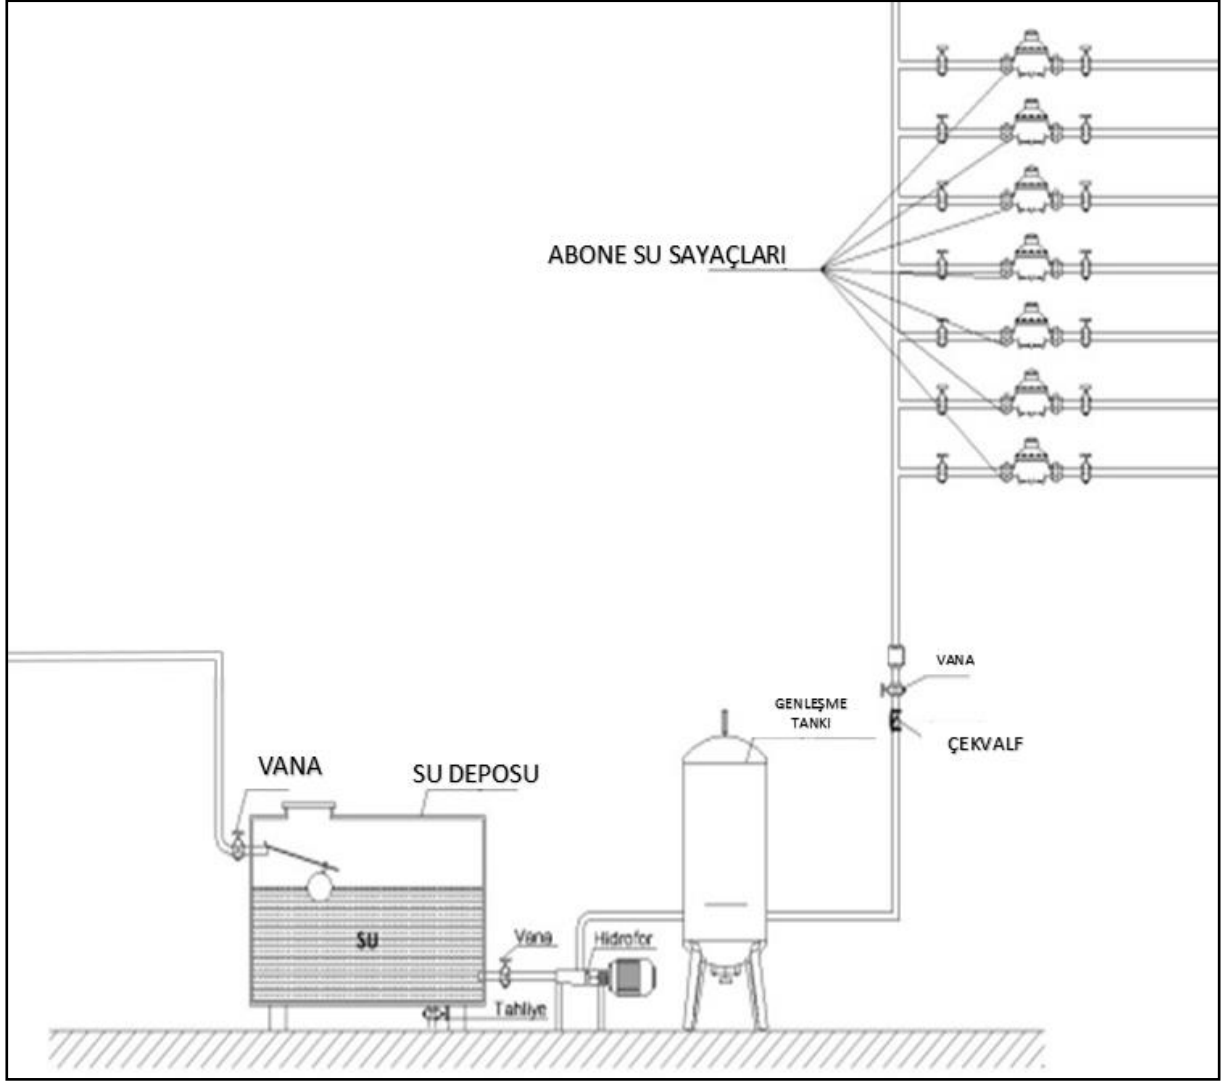 ABONE SU SAYAÇLARI
VANA
GENLEŞME
TANKI
ÇEKVALF
VANA
SU DEPOSU
SU
Vana
Hidrofor
Tahliye